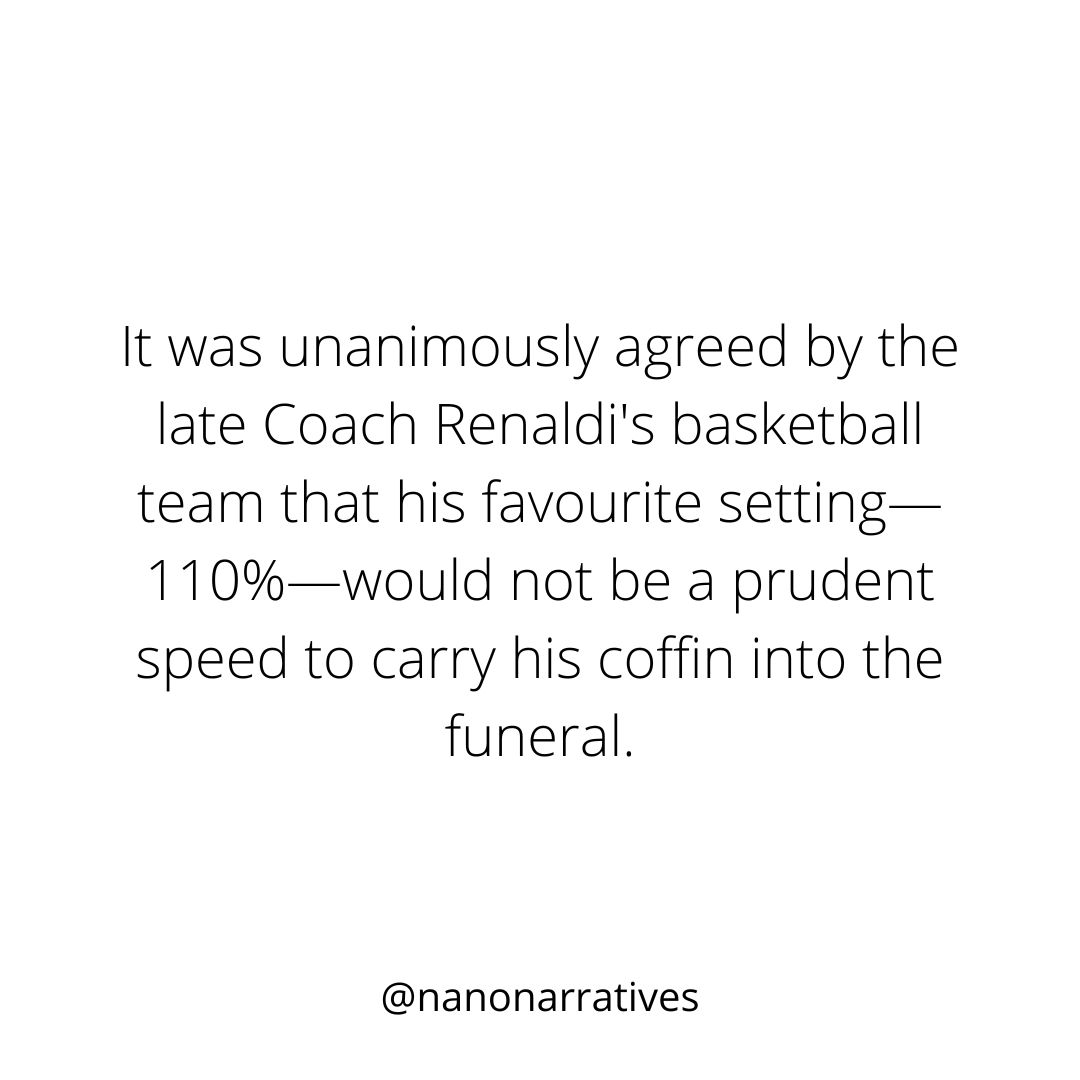 It was unanimously agreed by the
late Coach Renaldi's basketball
team that his favourite setting—
110%—would not be a prudent
speed to carry his coffin into the
funeral.
@nanonarratives